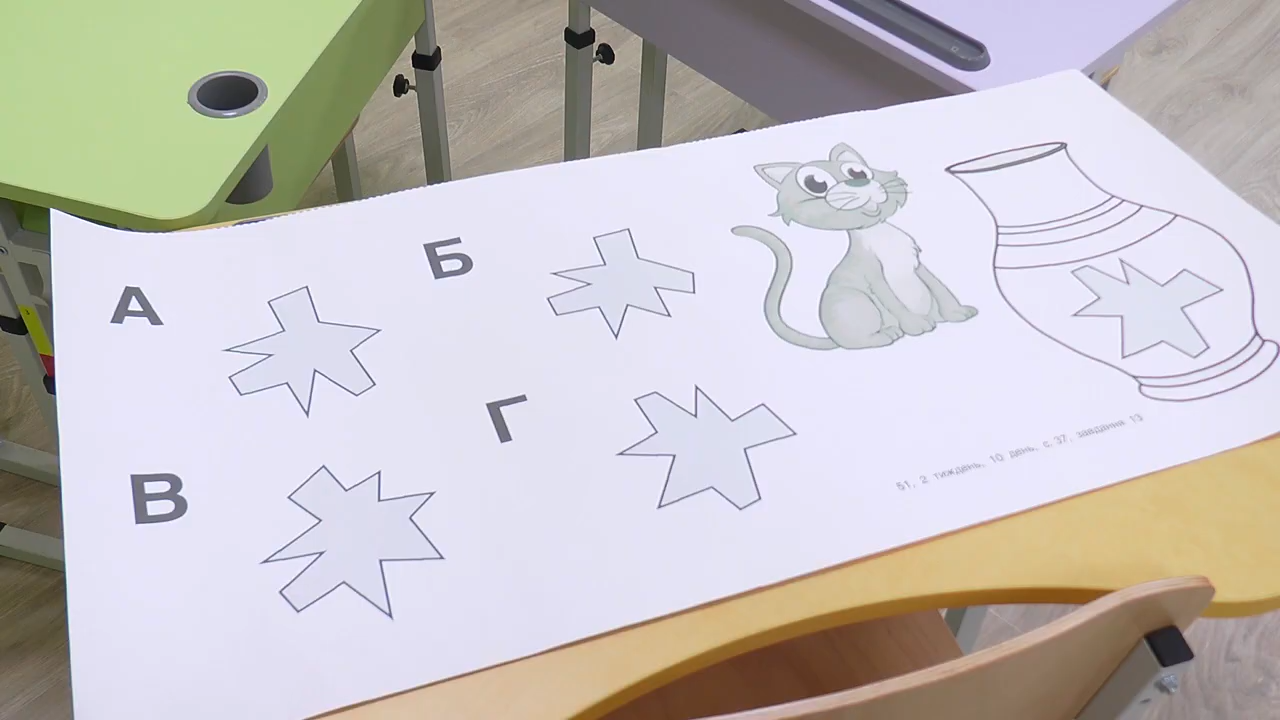 А
Б
В
Г
51, 2 тиждень, 10 день, с. 37, завдання 13